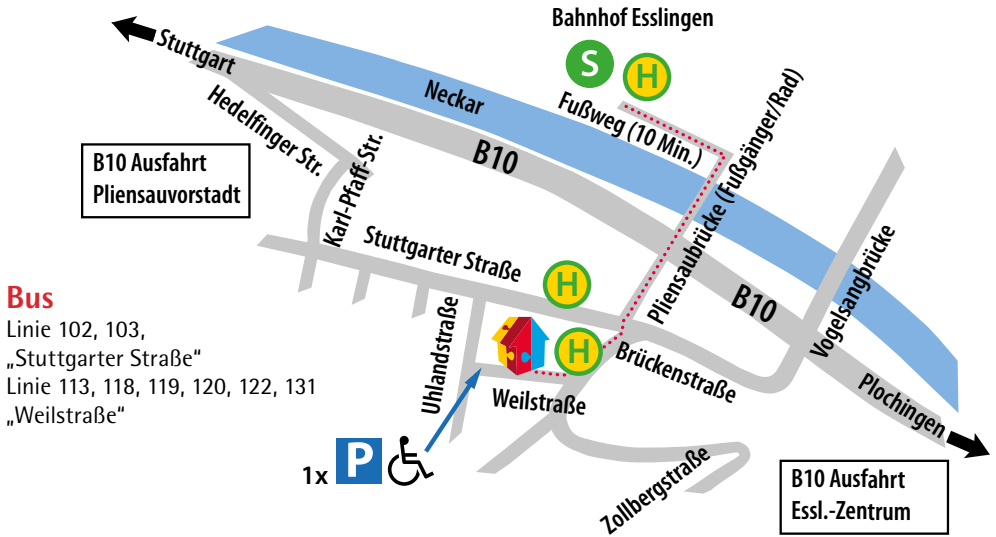 Bahnhof Esslingen
S
H
Stuttgart
Neckar
Fußweg (10 Min.)
Hedelfinger Str.
B10
Pliensaubrücke (Fußgänger/Rad)
B10 Ausfahrt
Pliensauvorstadt
Karl-Pfaff-Str.
Stuttgarter Straße
H
Vogelsangbrücke
B10
Bus
Linie 102, 103,
„Stuttgarter Straße“
Linie 113, 118, 119, 120, 122, 131
„Weilstraße“
Uhlandstraße
H
Brückenstraße
Weilstraße
Plochingen
1x P
Zollbergstraße
B10 Ausfahrt
Essl.-Zentrum